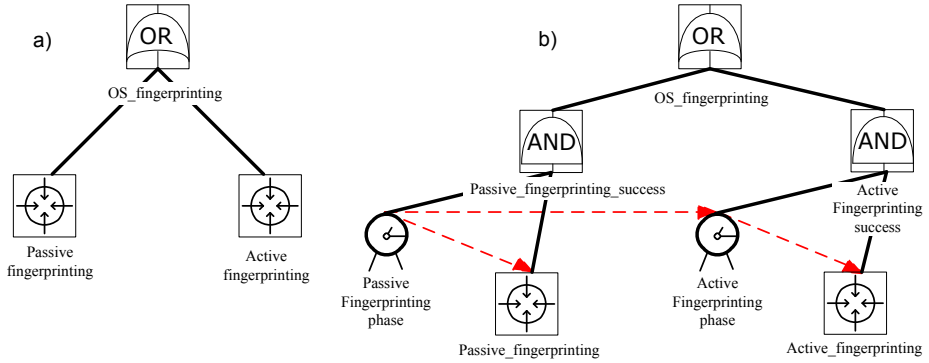 a)
OR
OS_fingerprinting
Passive
fingerprinting
Active
fingerprinting
b)
OR
OS_fingerprinting
AND
AND
Passive_fingerprinting_success
Active
Fingerprinting
success
Passive
Fingerprinting
phase
Active
Fingerprinting
phase
Passive_fingerprinting
Active_fingerprinting